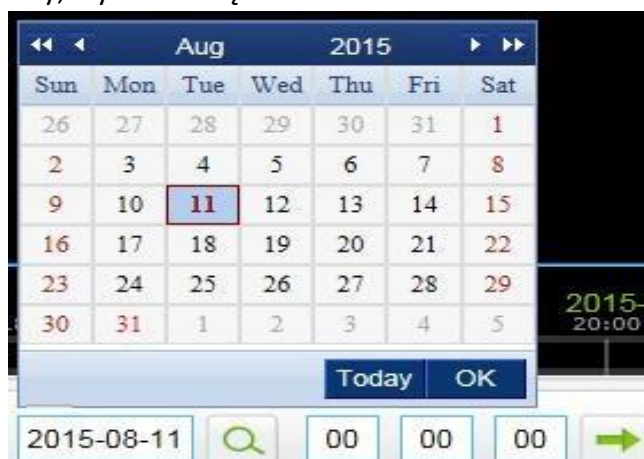 Aug 2015
Sun Mon Tue Wed Thu Fri Sat
26 27 28 29 30 31 1
2 3 4 5 6 7 8
9 10 11 12 13 14 15
16 17 18 19 20 21 22
23 24 25 26 27 28 29
30 31 1 2 3 4 5
2015-
20:00
Today OK
2015-08-11 00 00 00